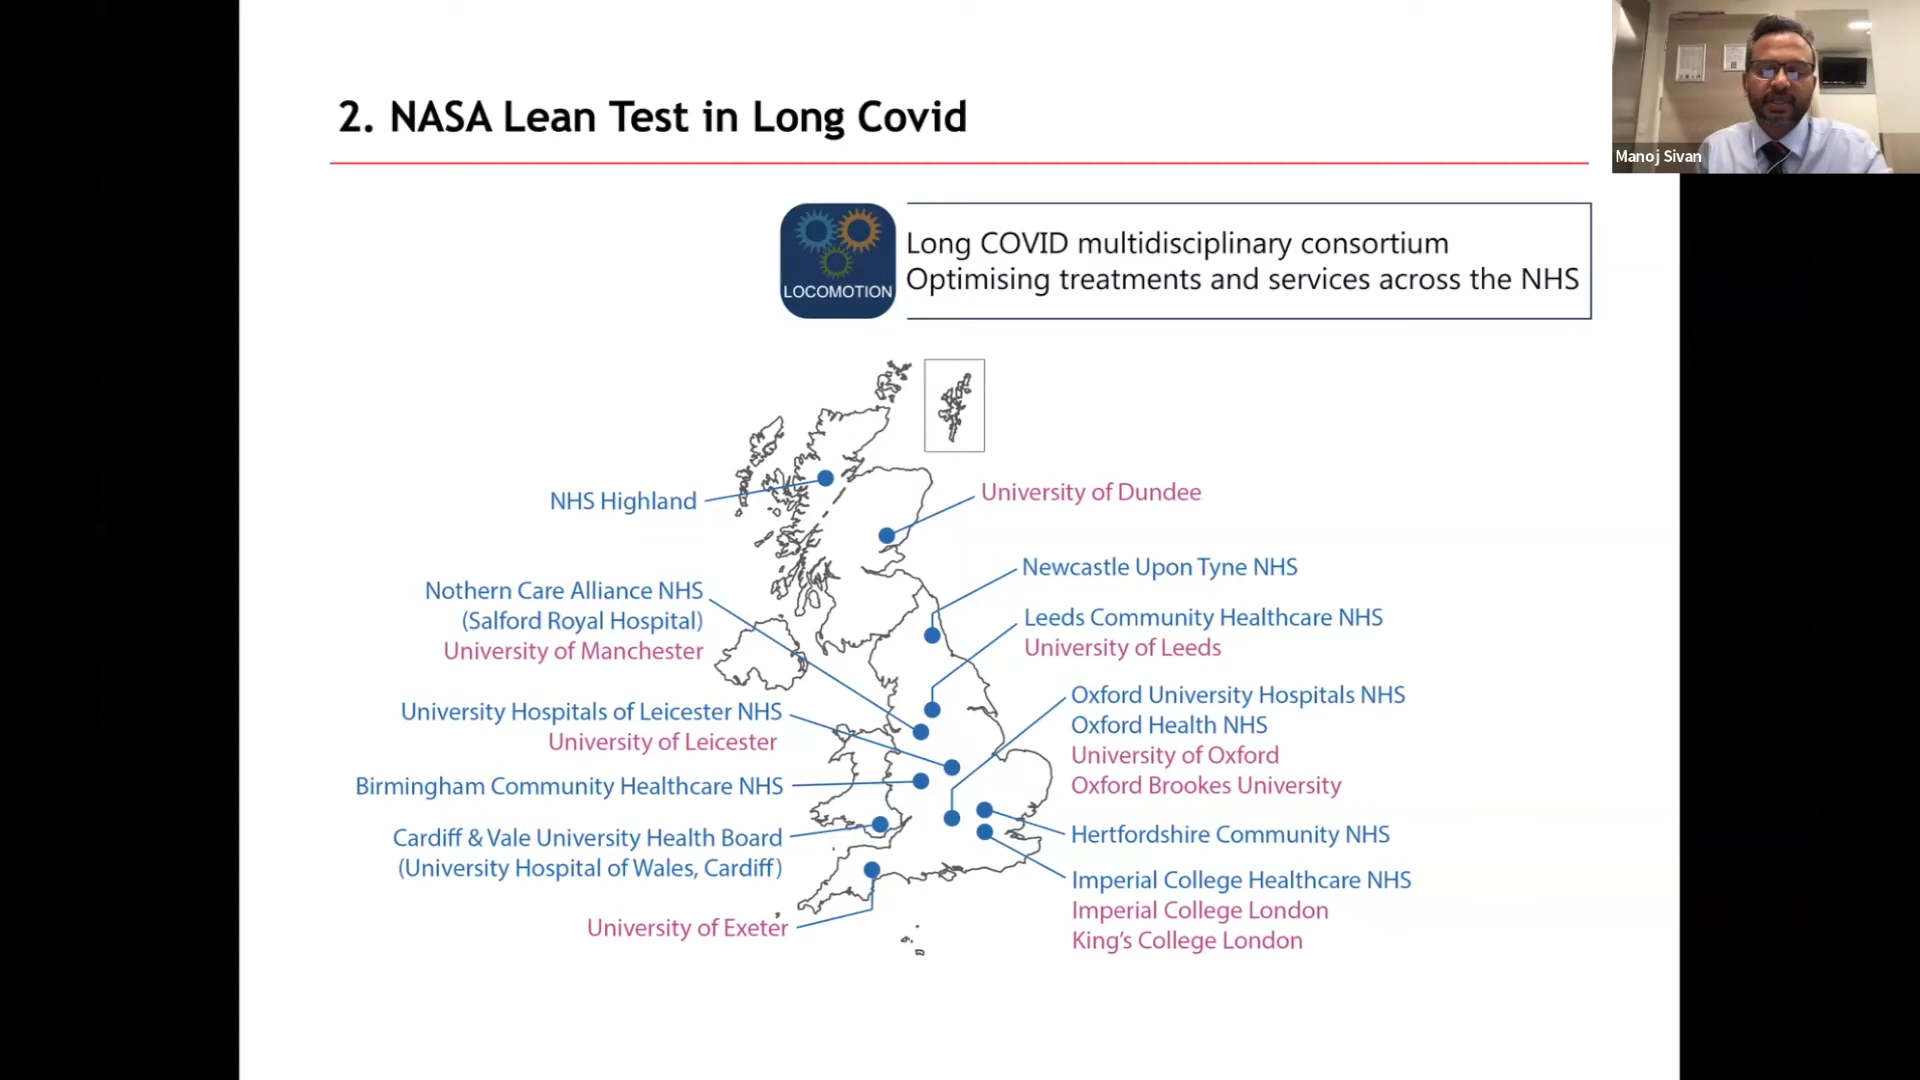 2. NASA Lean Test in Long Covid
Manoj Sivan
LOCOMOTION
Long COVID multidisciplinary consortium
Optimising treatments and services across the NHS
NHS Highland
University of Dundee
Newcastle Upon Tyne NHS
Nothern Care Alliance NHS
(Salford Royal Hospital)
University of Manchester
Leeds Community Healthcare NHS
University of Leeds
University Hospitals of Leicester NHS
University of Leicester
Oxford University Hospitals NHS
Oxford Health NHS
University of Oxford
Oxford Brookes University
Birmingham Community Healthcare NHS
Cardiff & Vale University Health Board
(University Hospital of Wales, Cardiff)
Hertfordshire Community NHS
Imperial College Healthcare NHS
Imperial College London
King's College London
University of Exeter